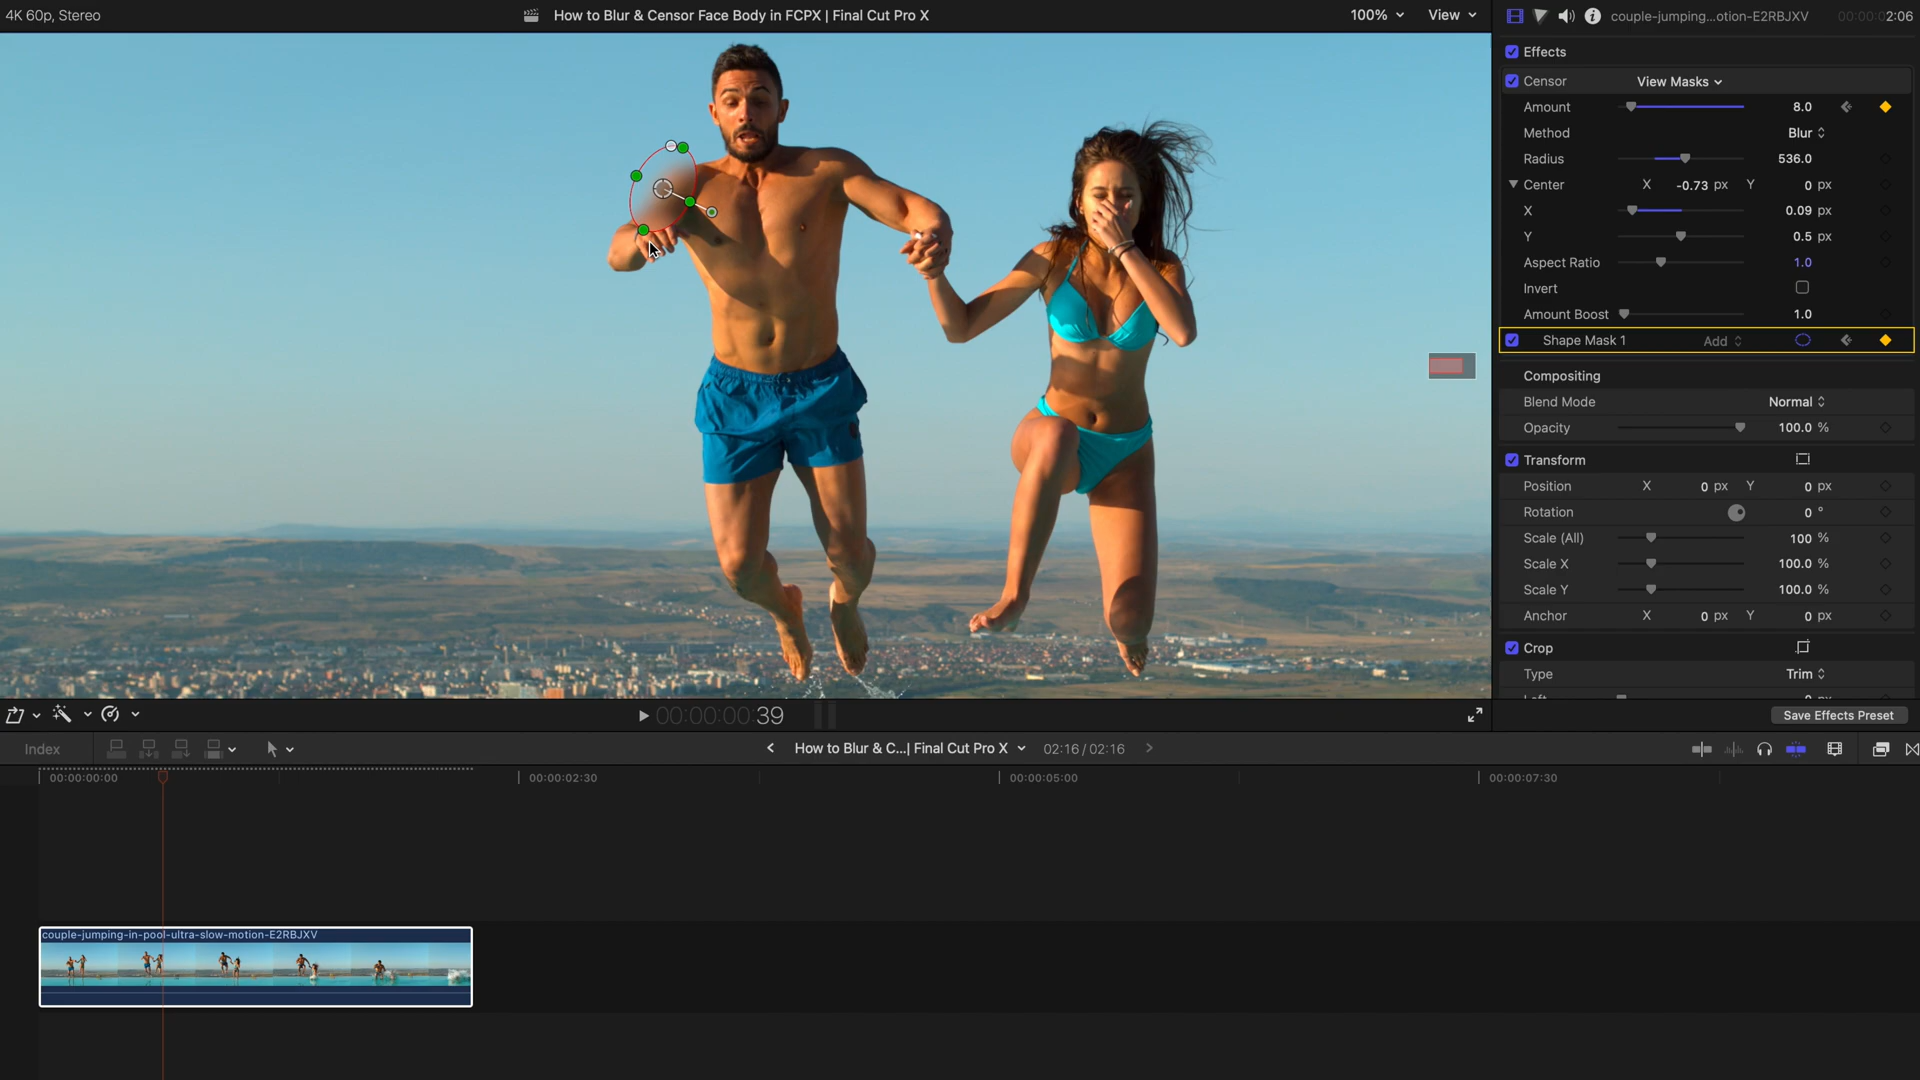 4K 60p, Stereo
How to Blur & Censor Face Body in FCPX | Final Cut Pro X
100%
View
couple-jumping...otion-E2RBJXV
00:00:02:06
Effects
Censor
View Masks
Amount
8.0
Method
Blur
Radius
536.0
Center
X
-0.73 px
Y
0 px
X
0.09 px
Y
0.5 px
Aspect Ratio
1.0
Invert
Amount Boost
1.0
Shape Mask 1
Add
Compositing
Blend Mode
Normal
Opacity
100.0 %
Transform
Position
X
0 px
Y
0 px
Rotation
0 °
Scale (All)
100 %
Scale X
100.0 %
Scale Y
100.0 %
Anchor
X
0 px
Y
0 px
Crop
Type
Trim
Left
0 px
00:00:00:39
Save Effects Preset
Index
How to Blur & C...| Final Cut Pro X
02:16 / 02:16
00:00:00:00
00:00:02:30
00:00:05:00
00:00:07:30
couple-jumping-in-pool-ultra-slow-motion-E2RBJXV